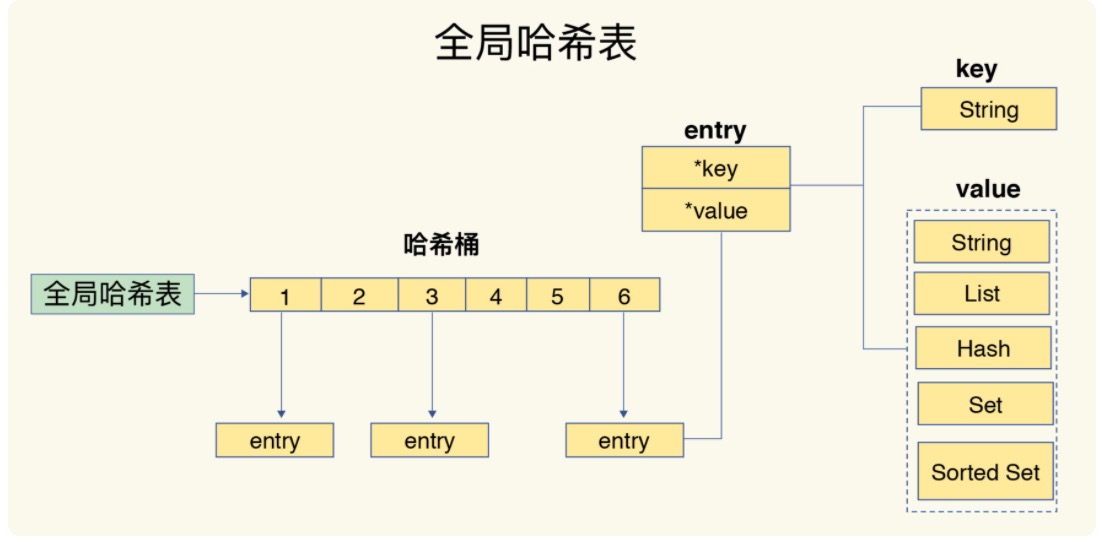 全局哈希表
key
String
entry
*key
*value
value
String
List
Hash
Set
Sorted Set
哈希桶
全局哈希表
1 2 3 4 5 6
entry entry entry